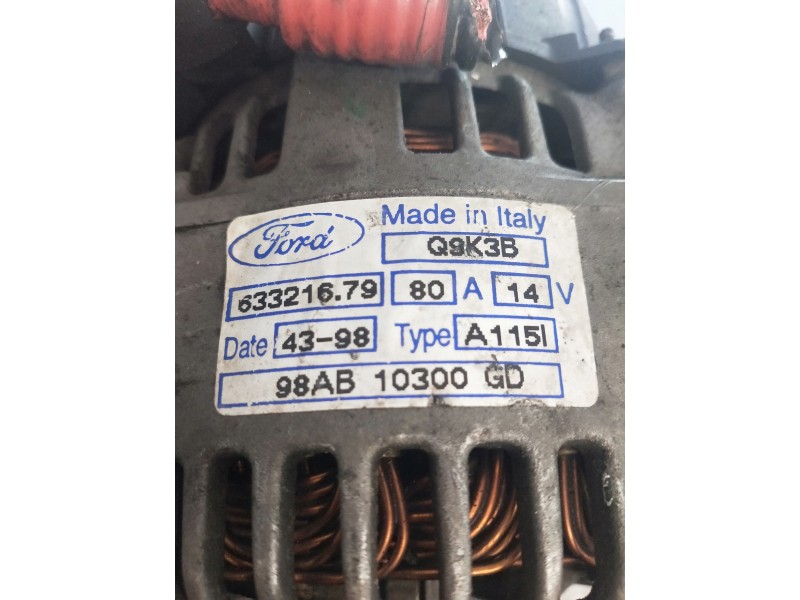 Ford Made in Italy
Q9K3B
633216.79 80 A 14 V
Date 43-98 Type A115I
98AB 10300 GD